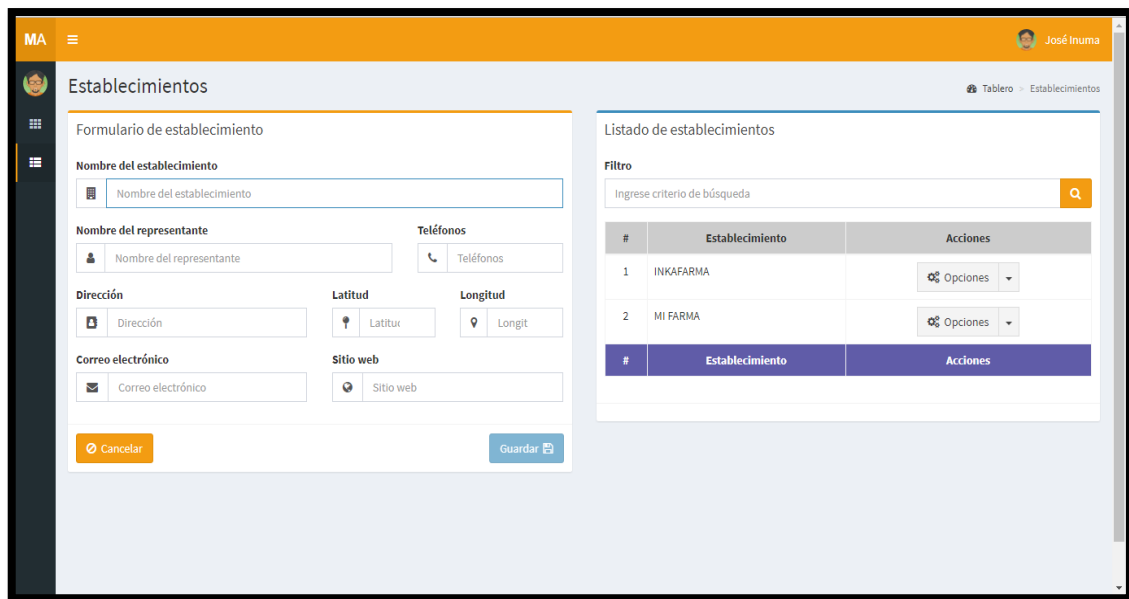 MA
José Inuma
Establecimientos
Tablero > Establecimientos
Formulario de establecimiento
Nombre del establecimiento
Nombre del establecimiento
Nombre del representante Teléfonos
Nombre del representante Teléfonos
Dirección Latitud Longitud
Dirección Latituc Longit
Correo electrónico Sitio web
Correo electrónico Sitio web
Cancelar Guardar
Listado de establecimientos
Filtro
Ingrese criterio de búsqueda
# Establecimiento Acciones
1 INKAFARMA Opciones
2 MI FARMA Opciones
# Establecimiento Acciones